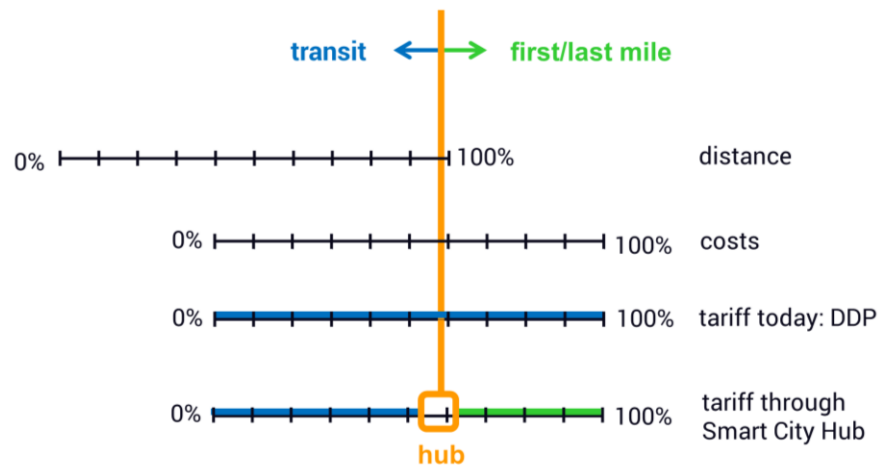 transit first/last mile
0% 100% distance
0% 100% costs
0% 100% tariff today: DDP
0% 100% tariff through
Smart City Hub
hub